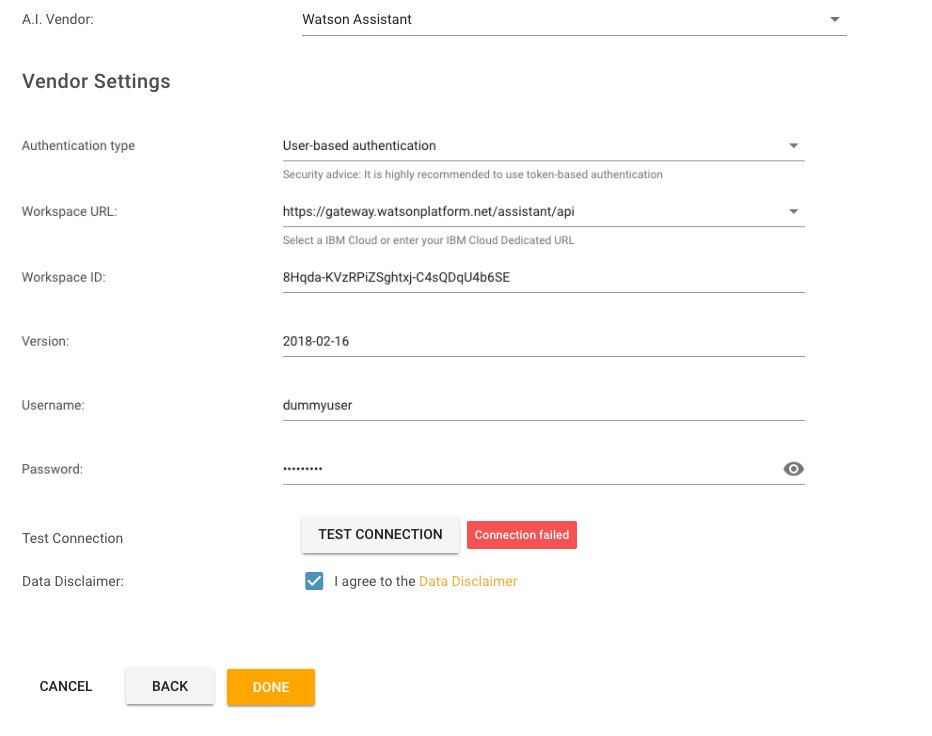 A.I. Vendor: Watson Assistant
Vendor Settings
Authentication type User-based authentication
Security advice: It is highly recommended to use token-based authentication
Workspace URL: https://gateway.watsonplatform.net/assistant/api
Select a IBM Cloud or enter your IBM Cloud Dedicated URL
Workspace ID: 8Hqda-KVzRPiZSghtxj-C4sQDqU4b6SE
Version: 2018-02-16
Username: dummyuser
Password: •••••••••
Test Connection TEST CONNECTION Connection failed
Data Disclaimer: I agree to the Data Disclaimer
CANCEL BACK DONE